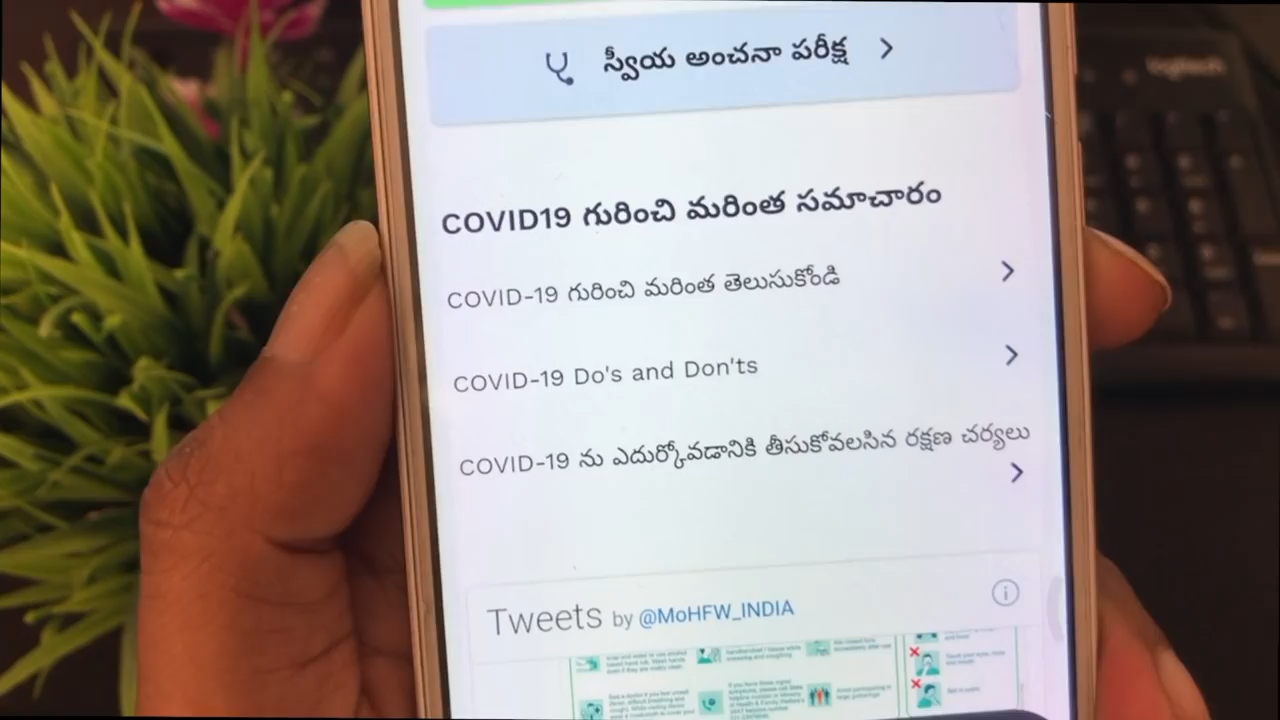 స్వీయ అంచనా పరీక్ష
COVID19 గురించి మరింత సమాచారం
COVID-19 గురించి మరింత తెలుసుకోండి
COVID-19 Do's and Don'ts
COVID-19 ను ఎదుర్కోవడానికి తీసుకోవలసిన రక్షణ చర్యలు
Tweets by @MoHFW_INDIA
logitech